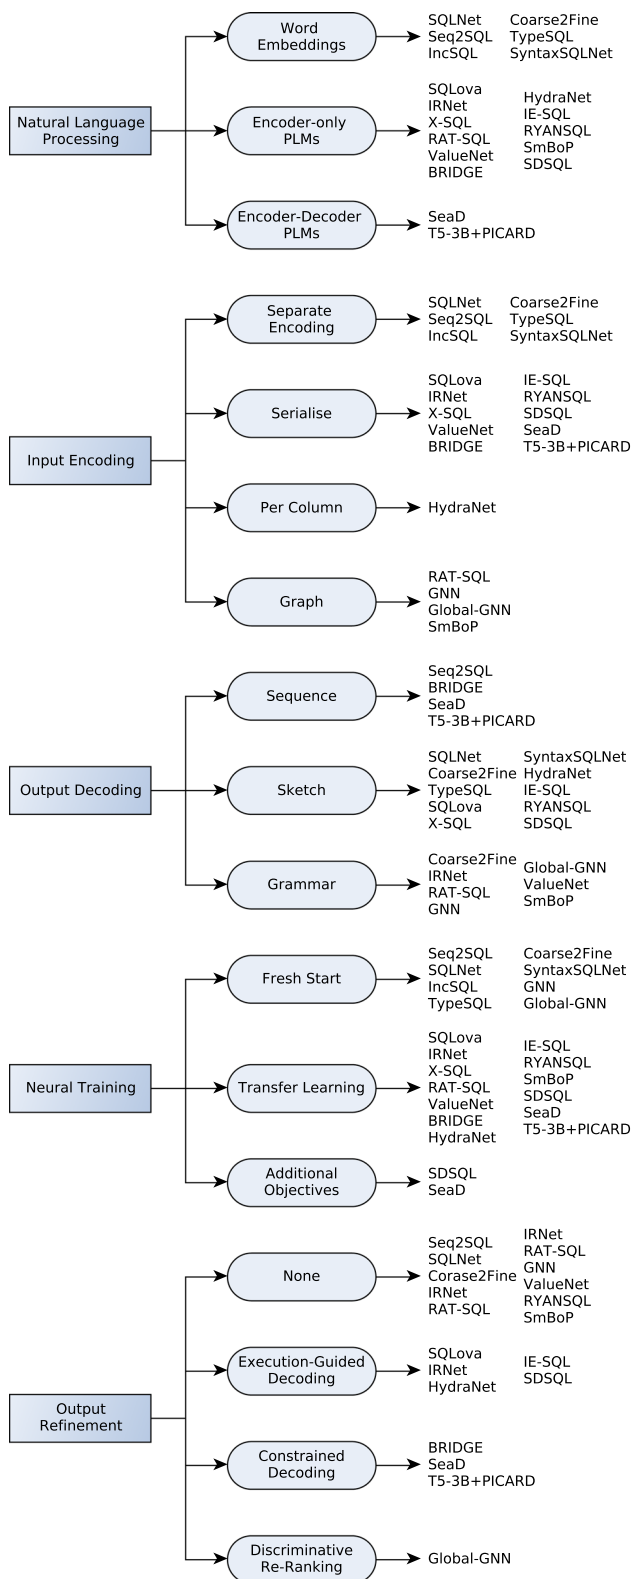 Natural Language
Processing
Word
Embeddings
SQLNet
Seq2SQL
IncSQL
Coarse2Fine
TypeSQL
SyntaxSQLNet
Encoder-only
PLMs
SQLova
IRNet
X-SQL
RAT-SQL
ValueNet
BRIDGE
HydraNet
IE-SQL
RYANSQL
SmBoP
SDSQL
Encoder-Decoder
PLMs
SeaD
T5-3B+PICARD
Input Encoding
Separate
Encoding
SQLNet
Seq2SQL
IncSQL
Coarse2Fine
TypeSQL
SyntaxSQLNet
Serialise
SQLova
IRNet
X-SQL
ValueNet
BRIDGE
IE-SQL
RYANSQL
SDSQL
SeaD
T5-3B+PICARD
Per Column
HydraNet
Graph
RAT-SQL
GNN
Global-GNN
SmBoP
Output Decoding
Sequence
Seq2SQL
BRIDGE
SeaD
T5-3B+PICARD
Sketch
SQLNet
Coarse2Fine
TypeSQL
SQLova
X-SQL
SyntaxSQLNet
HydraNet
IE-SQL
RYANSQL
SDSQL
Grammar
Coarse2Fine
IRNet
RAT-SQL
GNN
Global-GNN
ValueNet
SmBoP
Neural Training
Fresh Start
Seq2SQL
SQLNet
IncSQL
TypeSQL
Coarse2Fine
SyntaxSQLNet
GNN
Global-GNN
Transfer Learning
SQLova
IRNet
X-SQL
RAT-SQL
ValueNet
BRIDGE
HydraNet
IE-SQL
RYANSQL
SmBoP
SDSQL
SeaD
T5-3B+PICARD
Additional
Objectives
SDSQL
SeaD
Output
Refinement
None
Seq2SQL
SQLNet
Corase2Fine
IRNet
RAT-SQL
IRNet
RAT-SQL
GNN
ValueNet
RYANSQL
SmBoP
Execution-Guided
Decoding
SQLova
IRNet
HydraNet
IE-SQL
SDSQL
Constrained
Decoding
BRIDGE
SeaD
T5-3B+PICARD
Discriminative
Re-Ranking
Global-GNN